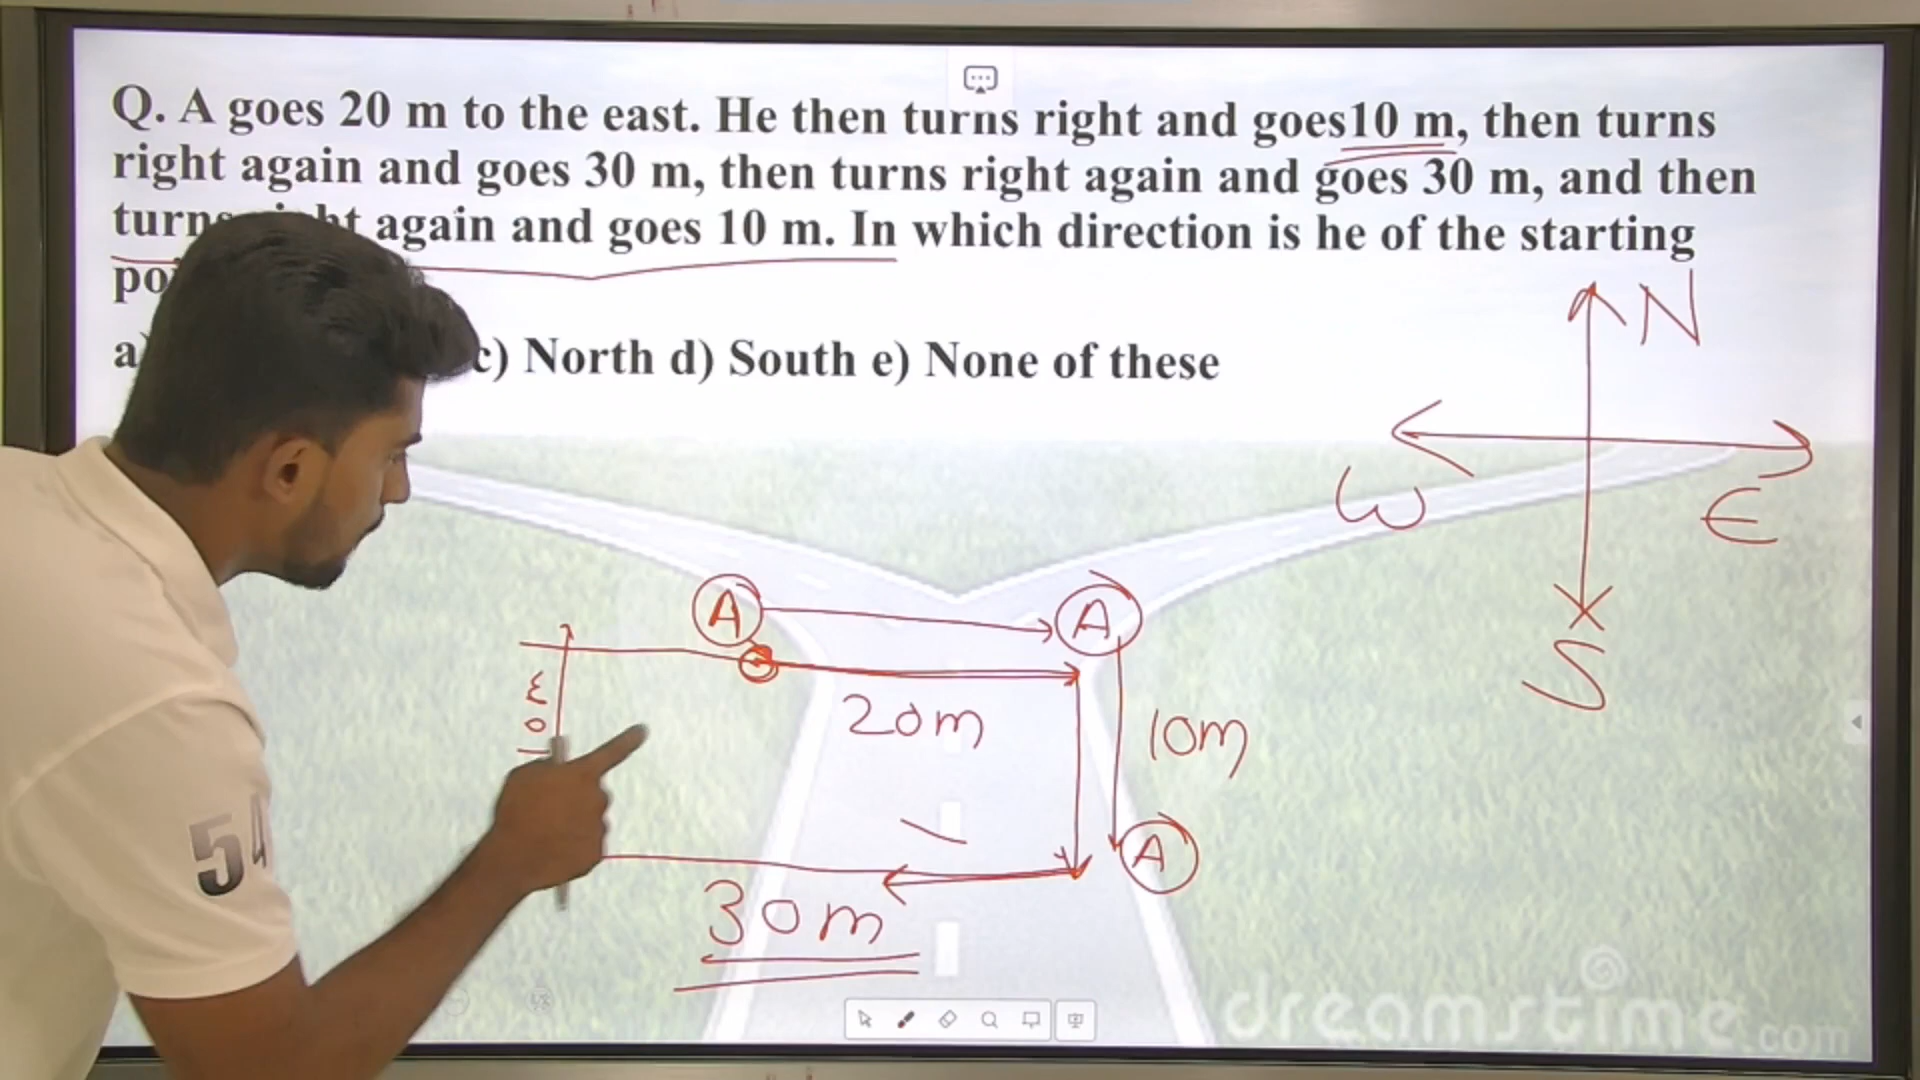 Q. A goes 20 m to the east. He then turns right and goes10 m, then turns
right again and goes 30 m, then turns right again and goes 30 m, and then
again and goes 10 m. In which direction is he of the starting
c) North d) South e) None of these
N
W
E
S
A
A
20m
10m
10m
A
30m
54
dreamstime.com